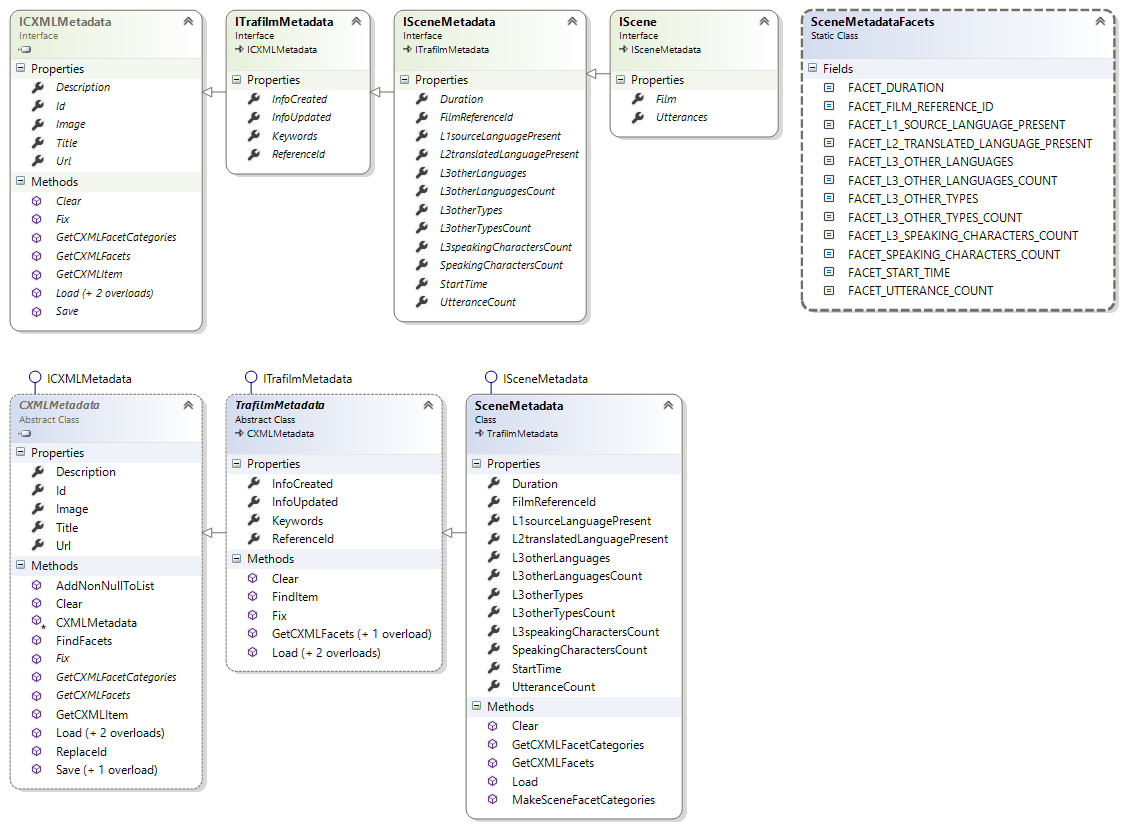 ICXMLMetadata
Interface
Properties
Description
Id
Image
Title
Url
Methods
Clear
Fix
GetCXMLFacetCategories
GetCXMLFacets
GetCXMLItem
Load (+ 2 overloads)
Save
ITrafilmMetadata
Interface
ICXMLMetadata
Properties
InfoCreated
InfoUpdated
Keywords
ReferenceId
ISceneMetadata
Interface
ITrafilmMetadata
Properties
Duration
FilmReferenceId
L1sourceLanguagePresent
L2translatedLanguagePresent
L3otherLanguages
L3otherLanguagesCount
L3otherTypes
L3otherTypesCount
L3speakingCharactersCount
SpeakingCharactersCount
StartTime
UtteranceCount
IScene
Interface
ISceneMetadata
Properties
Film
Utterances
SceneMetadataFacets
Static Class
Fields
FACET_DURATION
FACET_FILM_REFERENCE_ID
FACET_L1_SOURCE_LANGUAGE_PRESENT
FACET_L2_TRANSLATED_LANGUAGE_PRESENT
FACET_L3_OTHER_LANGUAGES
FACET_L3_OTHER_LANGUAGES_COUNT
FACET_L3_OTHER_TYPES
FACET_L3_OTHER_TYPES_COUNT
FACET_L3_SPEAKING_CHARACTERS_COUNT
FACET_SPEAKING_CHARACTERS_COUNT
FACET_START_TIME
FACET_UTTERANCE_COUNT
ICXMLMetadata
CXMLMetadata
Abstract Class
Properties
Description
Id
Image
Title
Url
Methods
AddNonNullToList
Clear
CXMLMetadata
FindFacets
Fix
GetCXMLFacetCategories
GetCXMLFacets
GetCXMLItem
Load (+ 2 overloads)
ReplaceId
Save (+ 1 overload)
ITrafilmMetadata
TrafilmMetadata
Abstract Class
CXMLMetadata
Properties
InfoCreated
InfoUpdated
Keywords
ReferenceId
Methods
Clear
FindItem
Fix
GetCXMLFacets (+ 1 overload)
Load (+ 2 overloads)
ISceneMetadata
SceneMetadata
Class
TrafilmMetadata
Properties
Duration
FilmReferenceId
L1sourceLanguagePresent
L2translatedLanguagePresent
L3otherLanguages
L3otherLanguagesCount
L3otherTypes
L3otherTypesCount
L3speakingCharactersCount
SpeakingCharactersCount
StartTime
UtteranceCount
Methods
Clear
GetCXMLFacetCategories
GetCXMLFacets
Load
MakeSceneFacetCategories